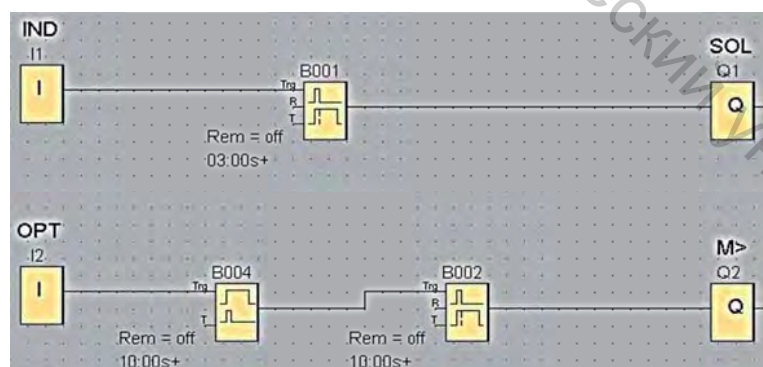 IND
I1
I
B001
Trg
R
T
Rem = off
03:00s+
SOL
Q1
Q
OPT
I2
I
B004
Trg
T
Rem = off
10:00s+
B002
Trg
R
T
Rem = off
10:00s+
M>
Q2
Q